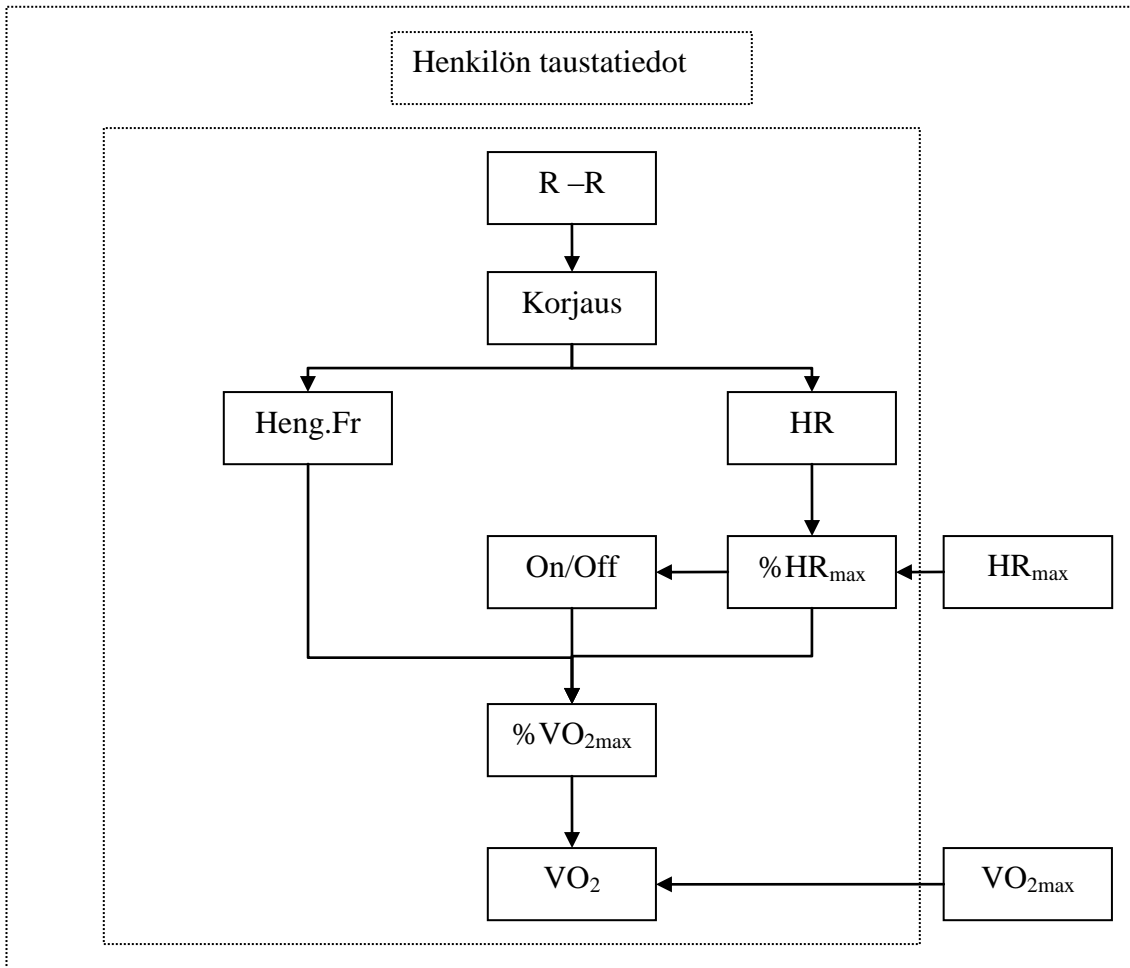 Henkilön taustatiedot
R –R
Korjaus
Heng.Fr
HR
On/Off
%HRmax
HRmax
%VO2max
VO2
VO2max